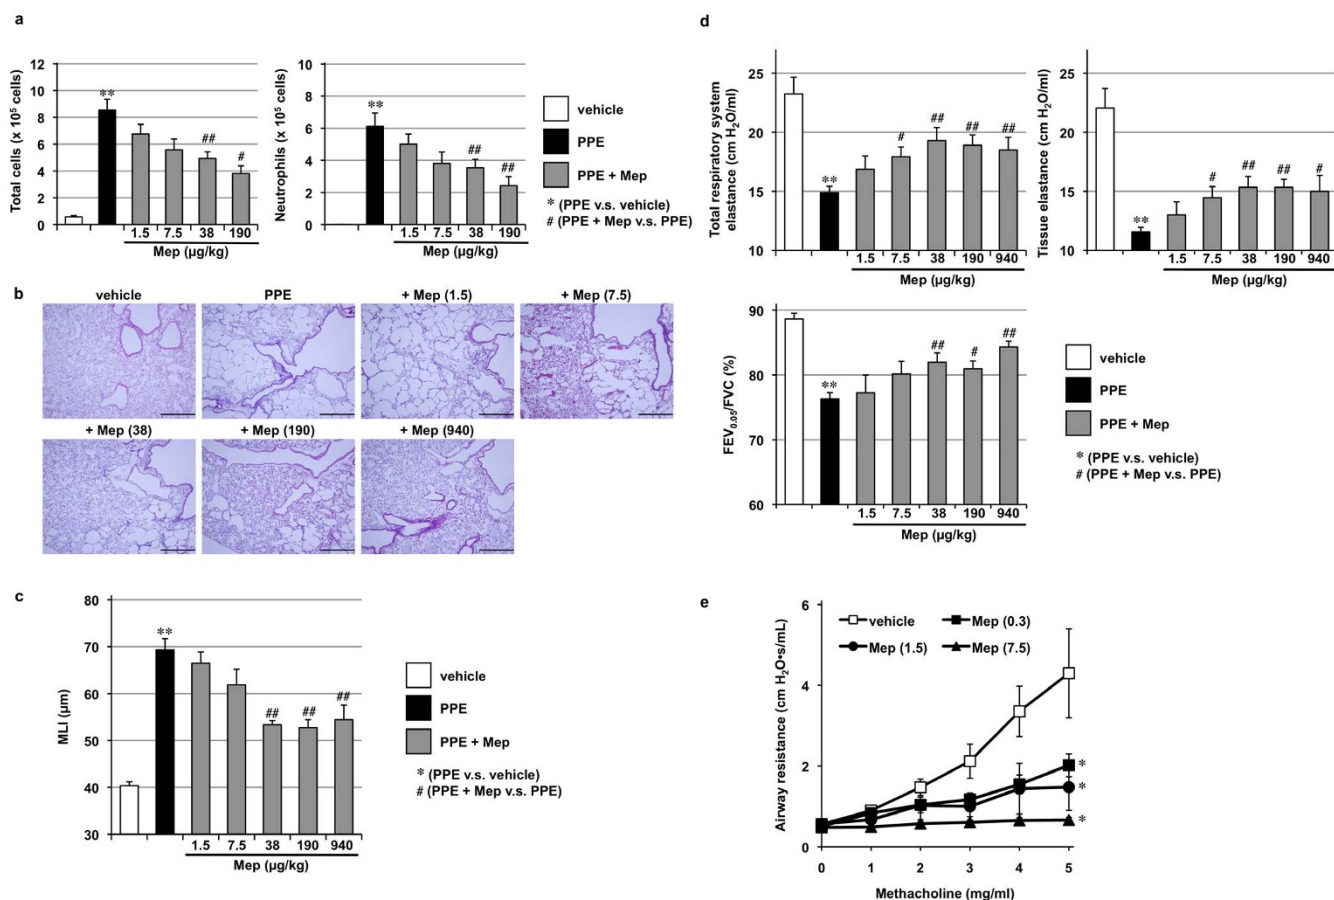 a
Total cells (x 10⁵ cells)
12
10
8
6
4
2
0
**
##
#
1.5 7.5 38 190
Mep (µg/kg)
Neutrophils (x 10⁵ cells)
10
8
6
4
2
0
**
##
##
1.5 7.5 38 190
Mep (µg/kg)
vehicle
PPE
PPE + Mep
* (PPE v.s. vehicle)
# (PPE + Mep v.s. PPE)
b
vehicle
PPE
+ Mep (1.5)
+ Mep (7.5)
+ Mep (38)
+ Mep (190)
+ Mep (940)
c
MLI (µm)
80
70
60
50
40
30
**
##
##
##
1.5 7.5 38 190 940
Mep (µg/kg)
vehicle
PPE
PPE + Mep
* (PPE v.s. vehicle)
# (PPE + Mep v.s. PPE)
d
Total respiratory system
elastance (cm H₂O/ml)
25
20
15
10
**
#
##
##
##
1.5 7.5 38 190 940
Mep (µg/kg)
Tissue elastance (cm H₂O/ml)
25
20
15
10
**
#
##
##
#
1.5 7.5 38 190 940
Mep (µg/kg)
FEV₀.₀₅/FVC (%)
90
80
70
60
**
##
#
##
1.5 7.5 38 190 940
Mep (µg/kg)
vehicle
PPE
PPE + Mep
* (PPE v.s. vehicle)
# (PPE + Mep v.s. PPE)
e
Airway resistance (cm H₂O•s/mL)
6
4
2
0
vehicle Mep (0.3)
Mep (1.5) Mep (7.5)
*
*
*
0 1 2 3 4 5
Methacholine (mg/ml)